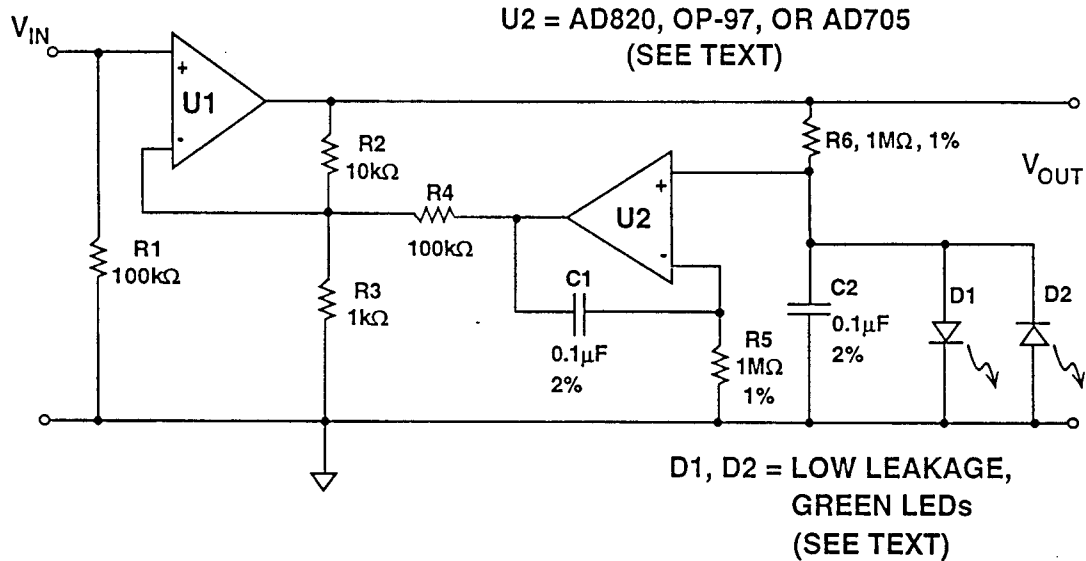 U2 = AD820, OP-97, OR AD705
(SEE TEXT)
VIN
+
U1
-
R2
10kΩ
R6, 1MΩ, 1%
VOUT
R4
100kΩ
+
U2
-
R1
100kΩ
R3
1kΩ
C1
0.1μF
2%
R5
1MΩ
1%
C2
0.1μF
2%
D1
D2
D1, D2 = LOW LEAKAGE,
GREEN LEDs
(SEE TEXT)